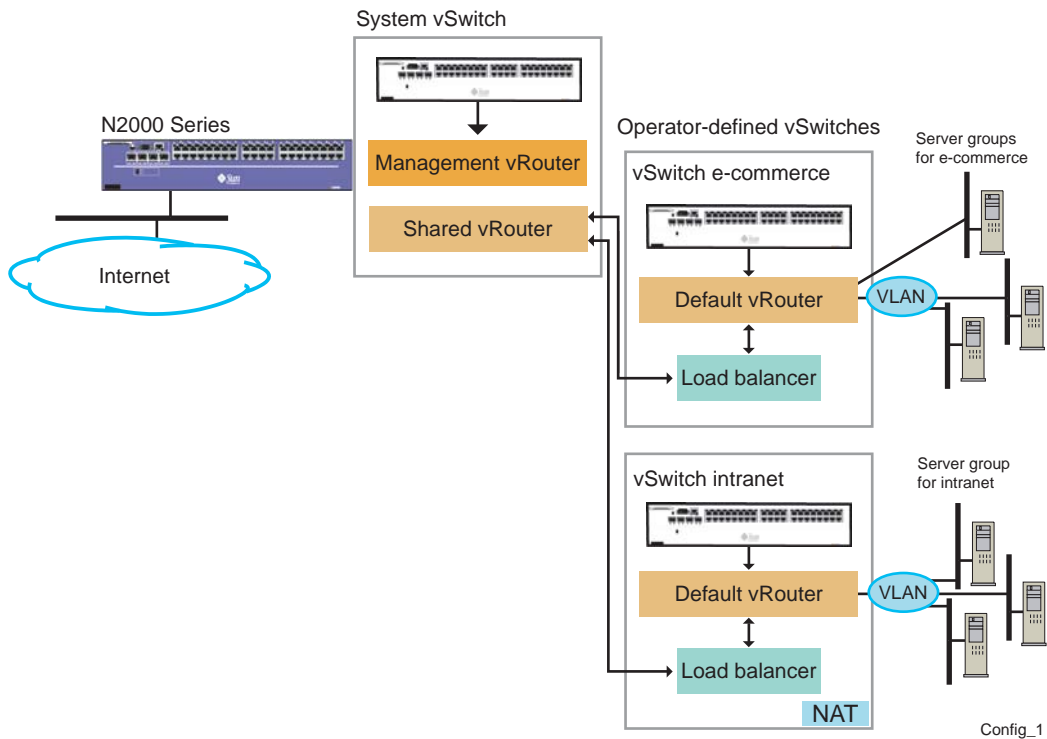 System vSwitch
N2000 Series
Management vRouter
Shared vRouter
Internet
Operator-defined vSwitches
vSwitch e-commerce
Default vRouter
Load balancer
VLAN
Server groups
for e-commerce
vSwitch intranet
Default vRouter
Load balancer
NAT
VLAN
Server group
for intranet
Config_1